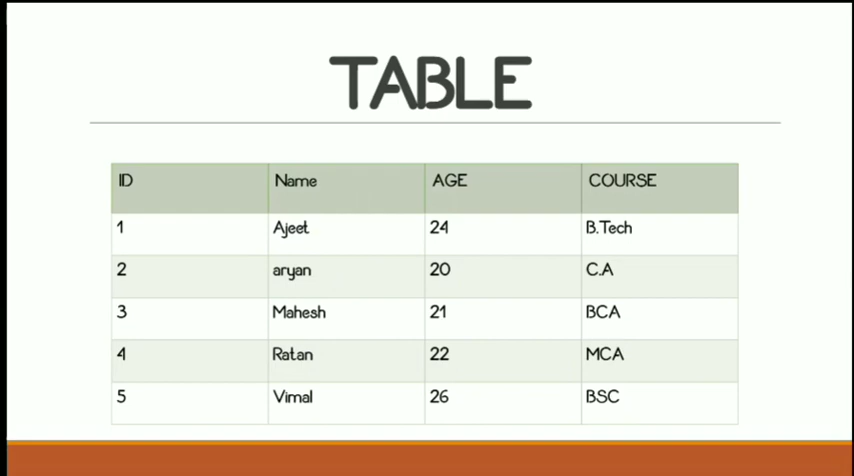 TABLE
ID Name AGE COURSE
1 Ajeet 24 B.Tech
2 aryan 20 C.A
3 Mahesh 21 BCA
4 Ratan 22 MCA
5 Vimal 26 BSC